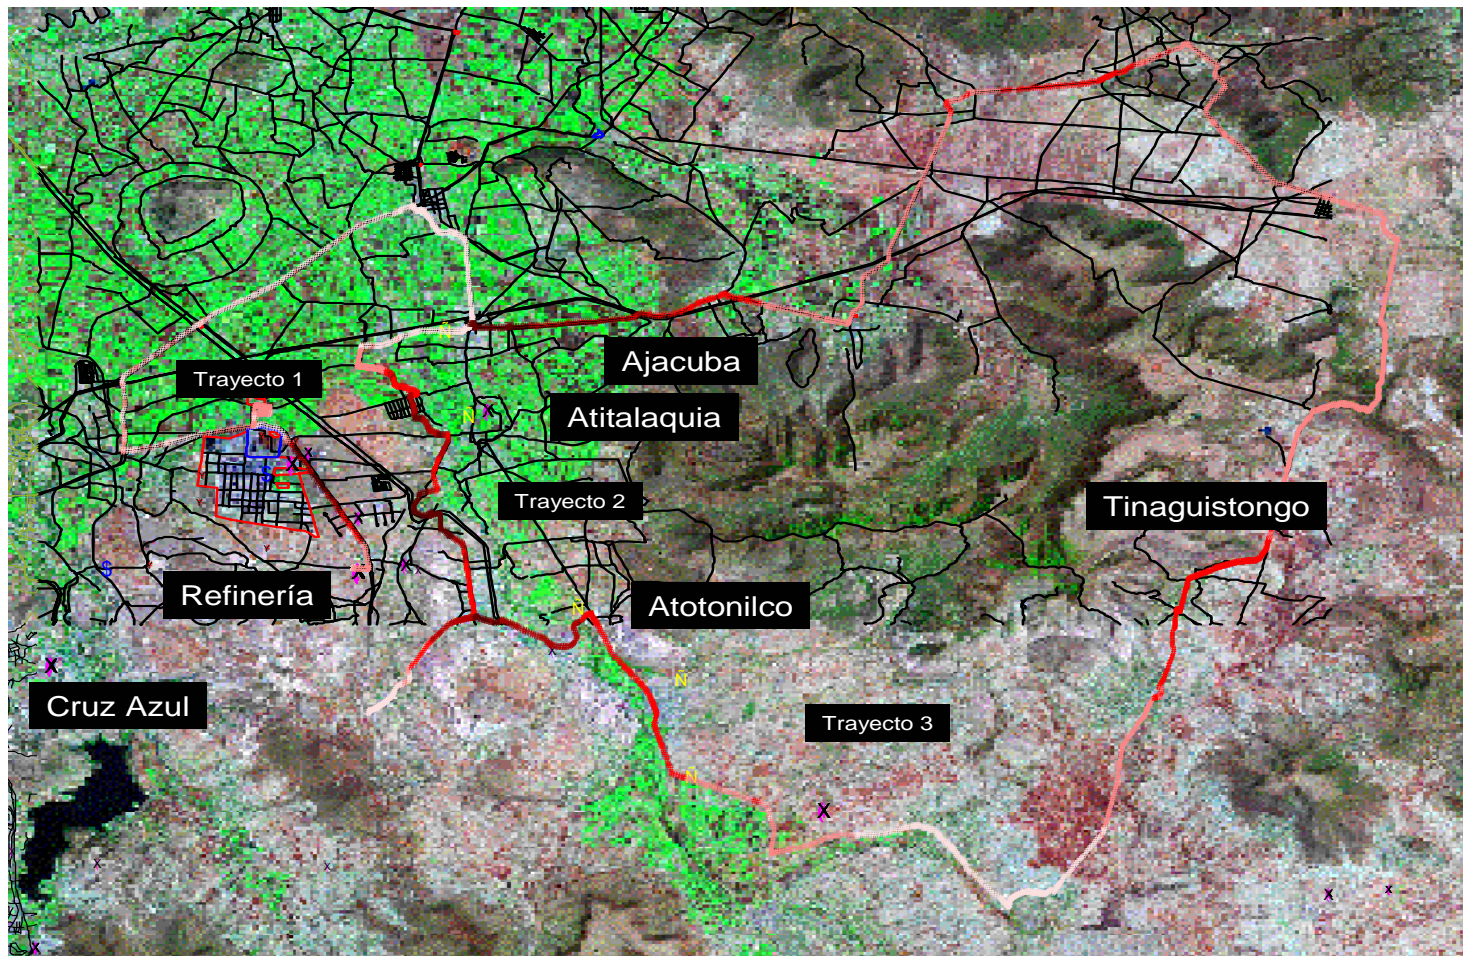 Ajacuba
Trayecto 1
Atitalaquia
Trayecto 2
Tinaguistongo
Refinería
Atotonilco
Cruz Azul
Trayecto 3
N
N
N
N
N
$
$
X
X
X
X
X
X
X
X
X
X
X
X
X
X